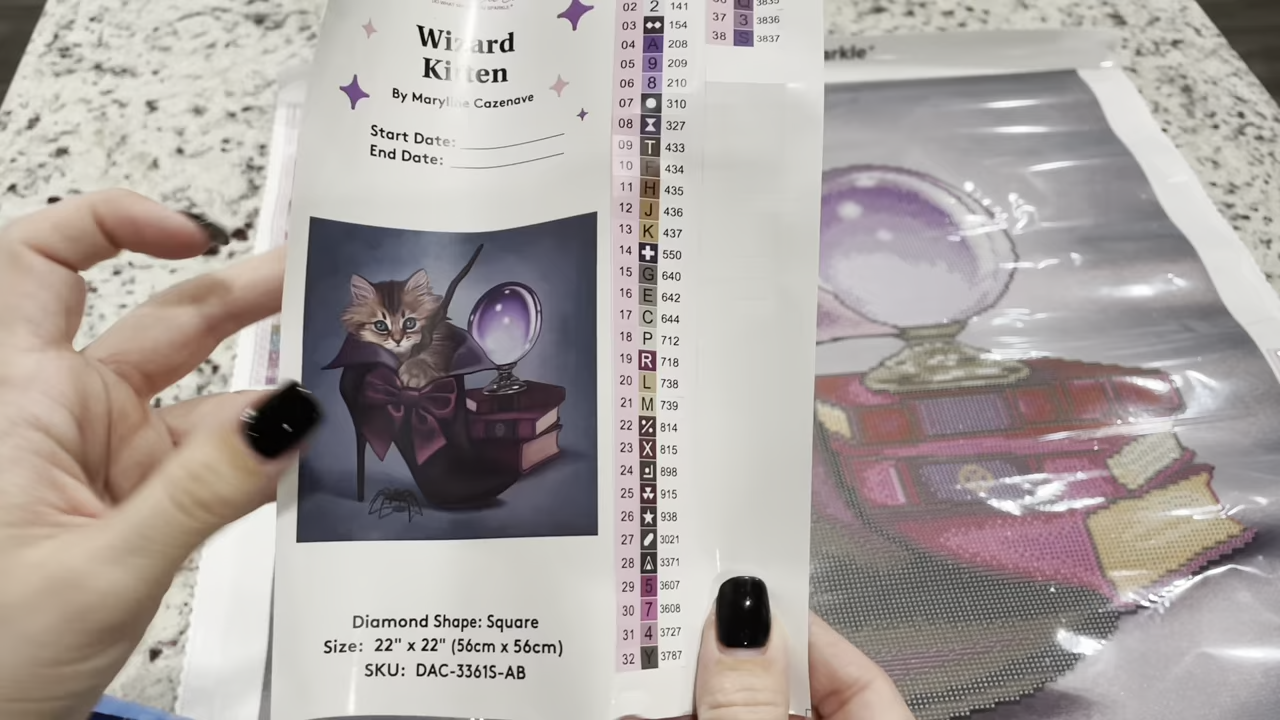 Wizard
Kitten
By Maryline Cazenave
Start Date:
End Date:
Diamond Shape: Square
Size: 22" x 22" (56cm x 56cm)
SKU: DAC-3361S-AB
02 2 141
03 154
04 A 208
05 9 209
06 8 210
07 310
08 327
09 T 433
10 F 434
11 H 435
12 J 436
13 K 437
14 550
15 G 640
16 E 642
17 C 644
18 P 712
19 R 718
20 L 738
21 M 739
22 814
23 X 815
24 898
25 915
26 938
27 3021
28 3371
29 5 3607
30 7 3608
31 4 3727
32 Y 3787
37 3 3836
38 S 3837